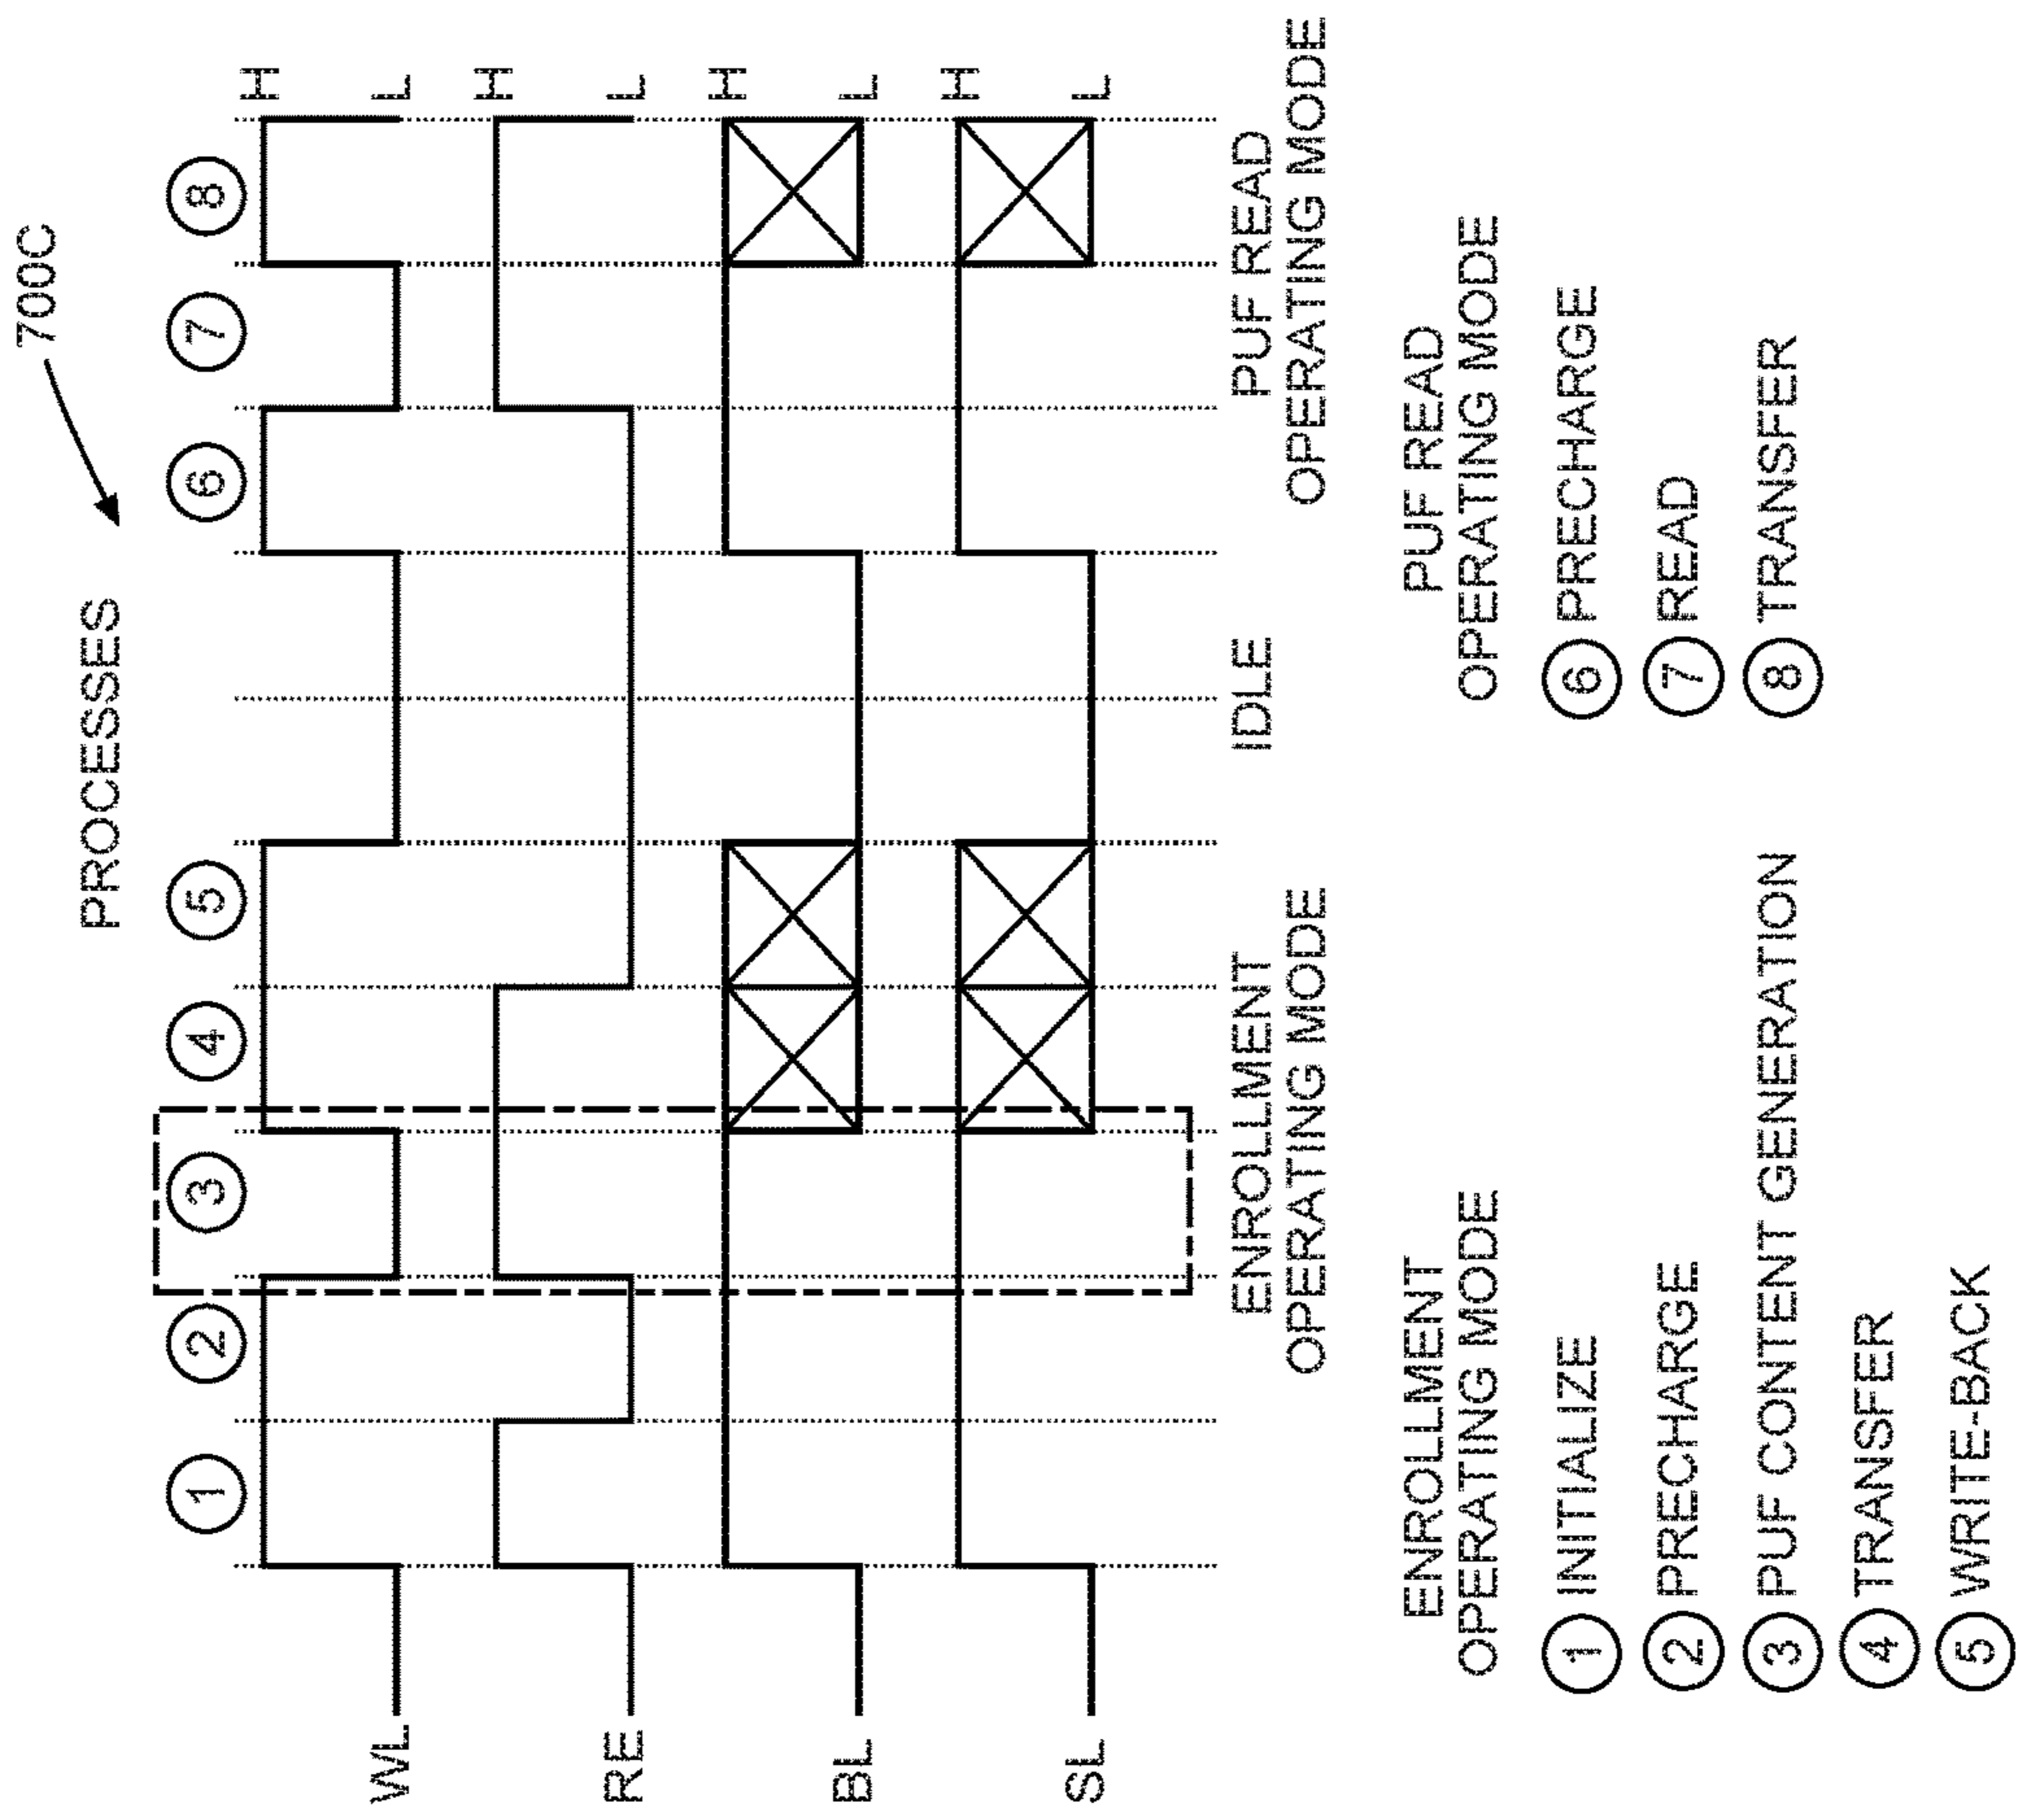 700C
PROCESSES
1 2 3 4 5 6 7 8
WL
H
L
RE
H
L
BL
H
L
SL
H
L
ENROLLMENT
OPERATING MODE
IDLE
PUF READ
OPERATING MODE
ENROLLMENT
OPERATING MODE
1 INITIALIZE
2 PRECHARGE
3 PUF CONTENT GENERATION
4 TRANSFER
5 WRITE-BACK
PUF READ
OPERATING MODE
6 PRECHARGE
7 READ
8 TRANSFER